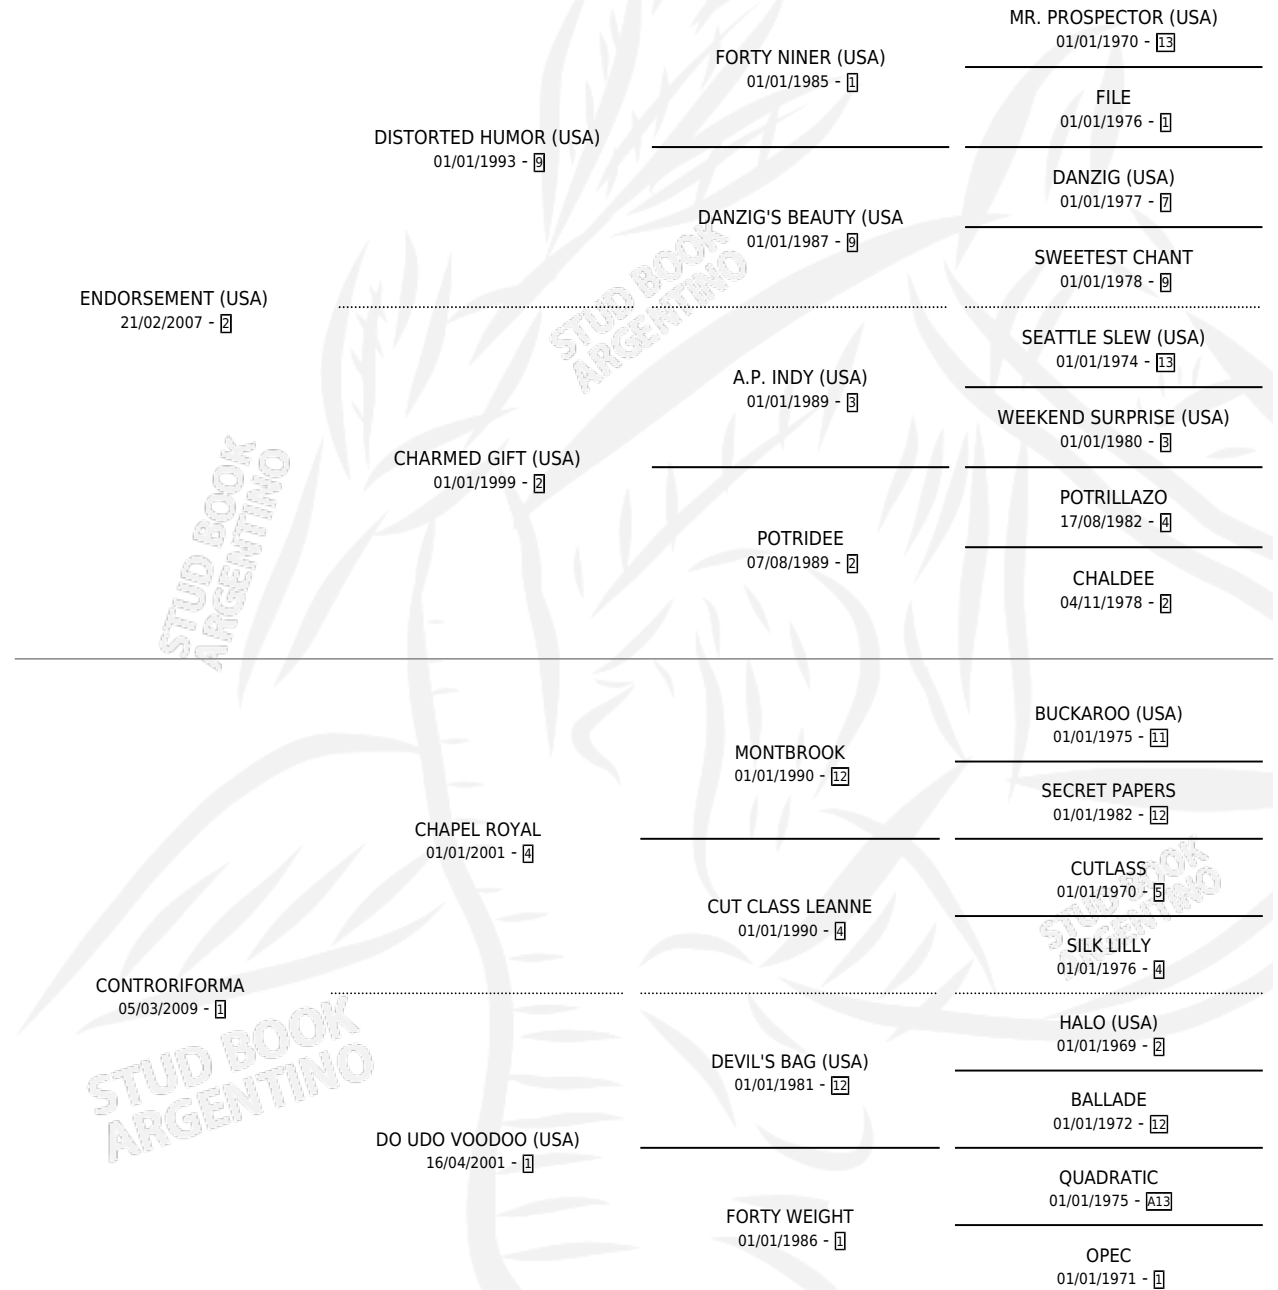 MR. PROSPECTOR (USA)
01/01/1970 - 13
FORTY NINER (USA)
01/01/1985 - 1
FILE
01/01/1976 - 1
DISTORTED HUMOR (USA)
01/01/1993 - 9
DANZIG (USA)
01/01/1977 - 7
DANZIG'S BEAUTY (USA
01/01/1987 - 9
SWEETEST CHANT
01/01/1978 - 9
ENDORSEMENT (USA)
21/02/2007 - 2
SEATTLE SLEW (USA)
01/01/1974 - 13
A.P. INDY (USA)
01/01/1989 - 3
WEEKEND SURPRISE (USA)
01/01/1980 - 3
CHARMED GIFT (USA)
01/01/1999 - 2
POTRILLAZO
17/08/1982 - 4
POTRIDEE
07/08/1989 - 2
CHALDEE
04/11/1978 - 2
STUD BOOK
ARGENTINO
STUD BOOK
ARGENTINO
BUCKAROO (USA)
01/01/1975 - 11
MONTBROOK
01/01/1990 - 12
SECRET PAPERS
01/01/1982 - 12
CHAPEL ROYAL
01/01/2001 - 4
CUTLASS
01/01/1970 - 5
CUT CLASS LEANNE
01/01/1990 - 4
SILK LILLY
01/01/1976 - 4
CONTRORIFORMA
05/03/2009 - 1
HALO (USA)
01/01/1969 - 2
DEVIL'S BAG (USA)
01/01/1981 - 12
BALLADE
01/01/1972 - 12
DO UDO VOODOO (USA)
16/04/2001 - 1
QUADRATIC
01/01/1975 - A13
FORTY WEIGHT
01/01/1986 - 1
OPEC
01/01/1971 - 1
STUD BOOK
ARGENTINO
STUD BOOK
ARGENTINO